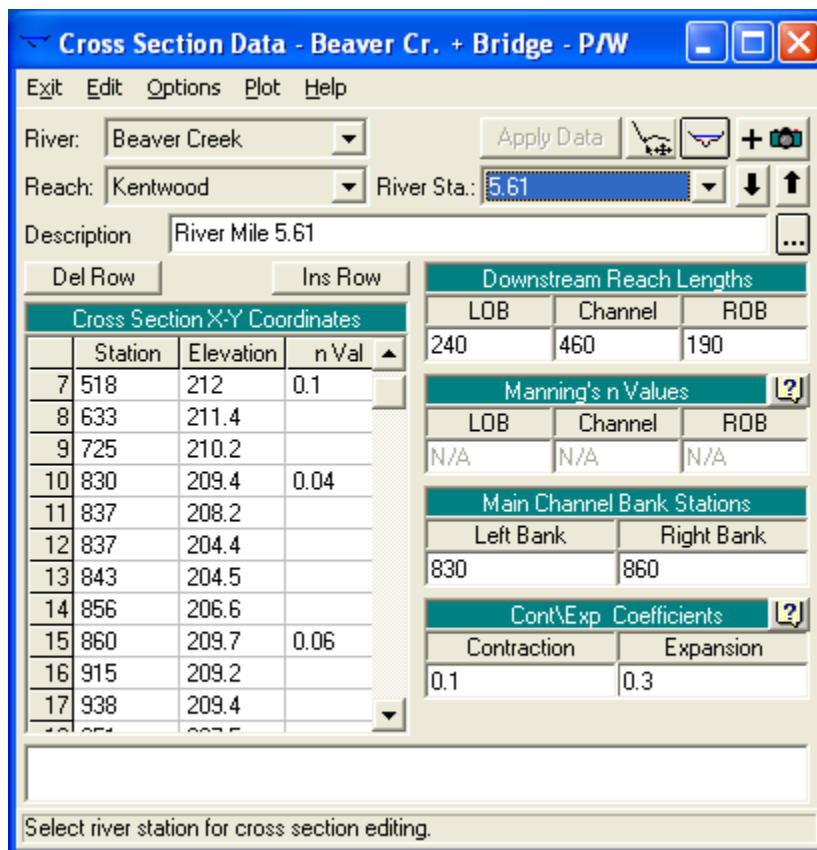 Cross Section Data - Beaver Cr. + Bridge - P/W
Exit Edit Options Plot Help
River: Beaver Creek Apply Data
Reach: Kentwood River Sta.: 5.61
Description River Mile 5.61 ...
Del Row Ins Row
Cross Section X-Y Coordinates
Station Elevation n Val
7 518 212 0.1
8 633 211.4
9 725 210.2
10 830 209.4 0.04
11 837 208.2
12 837 204.4
13 843 204.5
14 856 206.6
15 860 209.7 0.06
16 915 209.2
17 938 209.4
Downstream Reach Lengths
LOB Channel ROB
240 460 190
Manning's n Values
LOB Channel ROB
N/A N/A N/A
Main Channel Bank Stations
Left Bank Right Bank
830 860
Cont\Exp Coefficients
Contraction Expansion
0.1 0.3
Select river station for cross section editing.